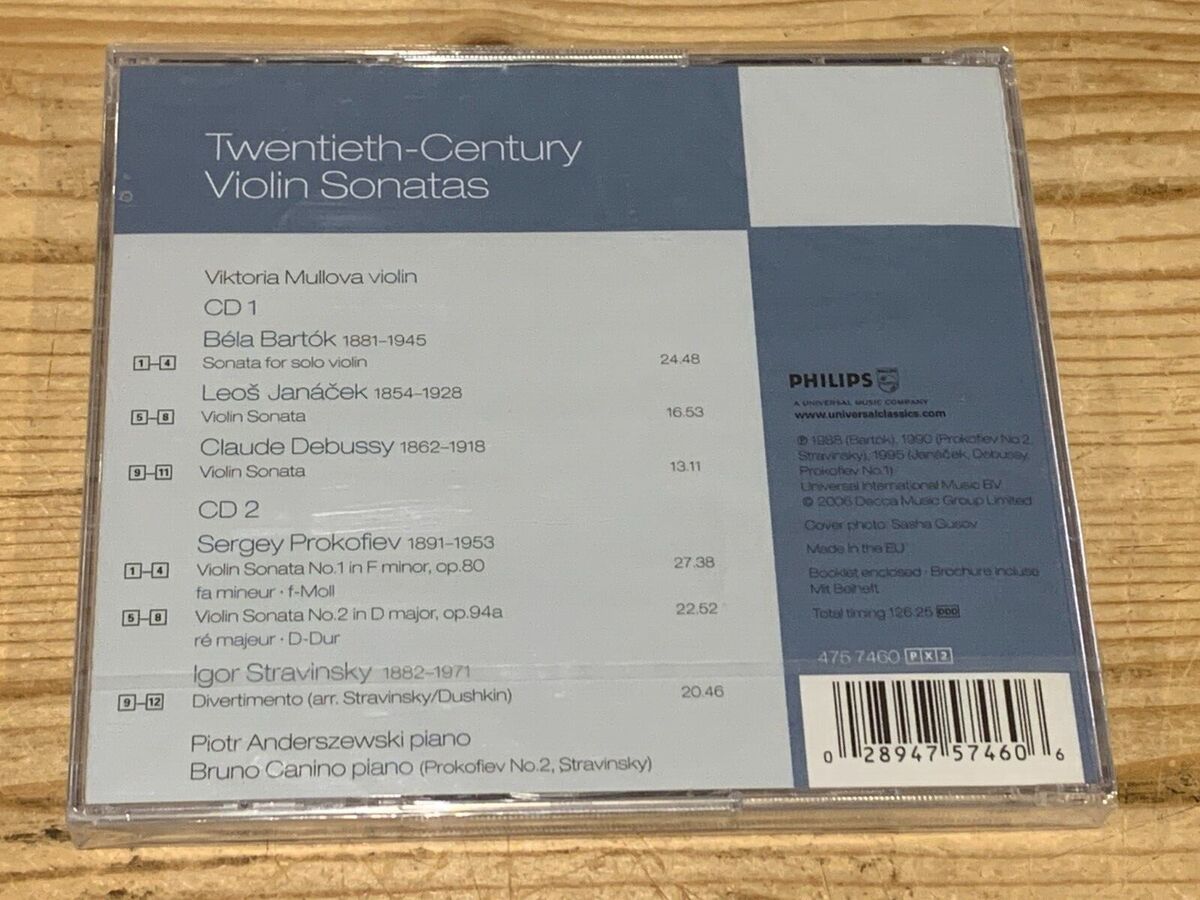 Twentieth-Century
Violin Sonatas
Viktoria Mullova violin
CD 1
Béla Bartók 1881–1945
1–4 Sonata for solo violin 24.48
Leoš Janáček 1854–1928
5–8 Violin Sonata 16.53
Claude Debussy 1862–1918
9–11 Violin Sonata 13.11
CD 2
Sergey Prokofiev 1891–1953
1–4 Violin Sonata No.1 in F minor, op.80 27.38
fa mineur · f-Moll
5–8 Violin Sonata No.2 in D major, op.94a 22.52
ré majeur · D-Dur
Igor Stravinsky 1882–1971
9–12 Divertimento (arr. Stravinsky/Dushkin) 20.46
Piotr Anderszewski piano
Bruno Canino piano (Prokofiev No.2, Stravinsky)
PHILIPS
A UNIVERSAL MUSIC COMPANY
www.universalclassics.com
℗ 1988 (Bartók), 1990 (Prokofiev No.2,
Stravinsky), 1995 (Janáček, Debussy,
Prokofiev No.1)
Universal International Music BV
© 2006 Decca Music Group Limited
Cover photo: Sasha Gusov
Made in the EU
Booklet enclosed · Brochure incluse
Mit Beiheft
Total timing 126.25 DDD
475 7460 P X 2
0 28947 57460 6